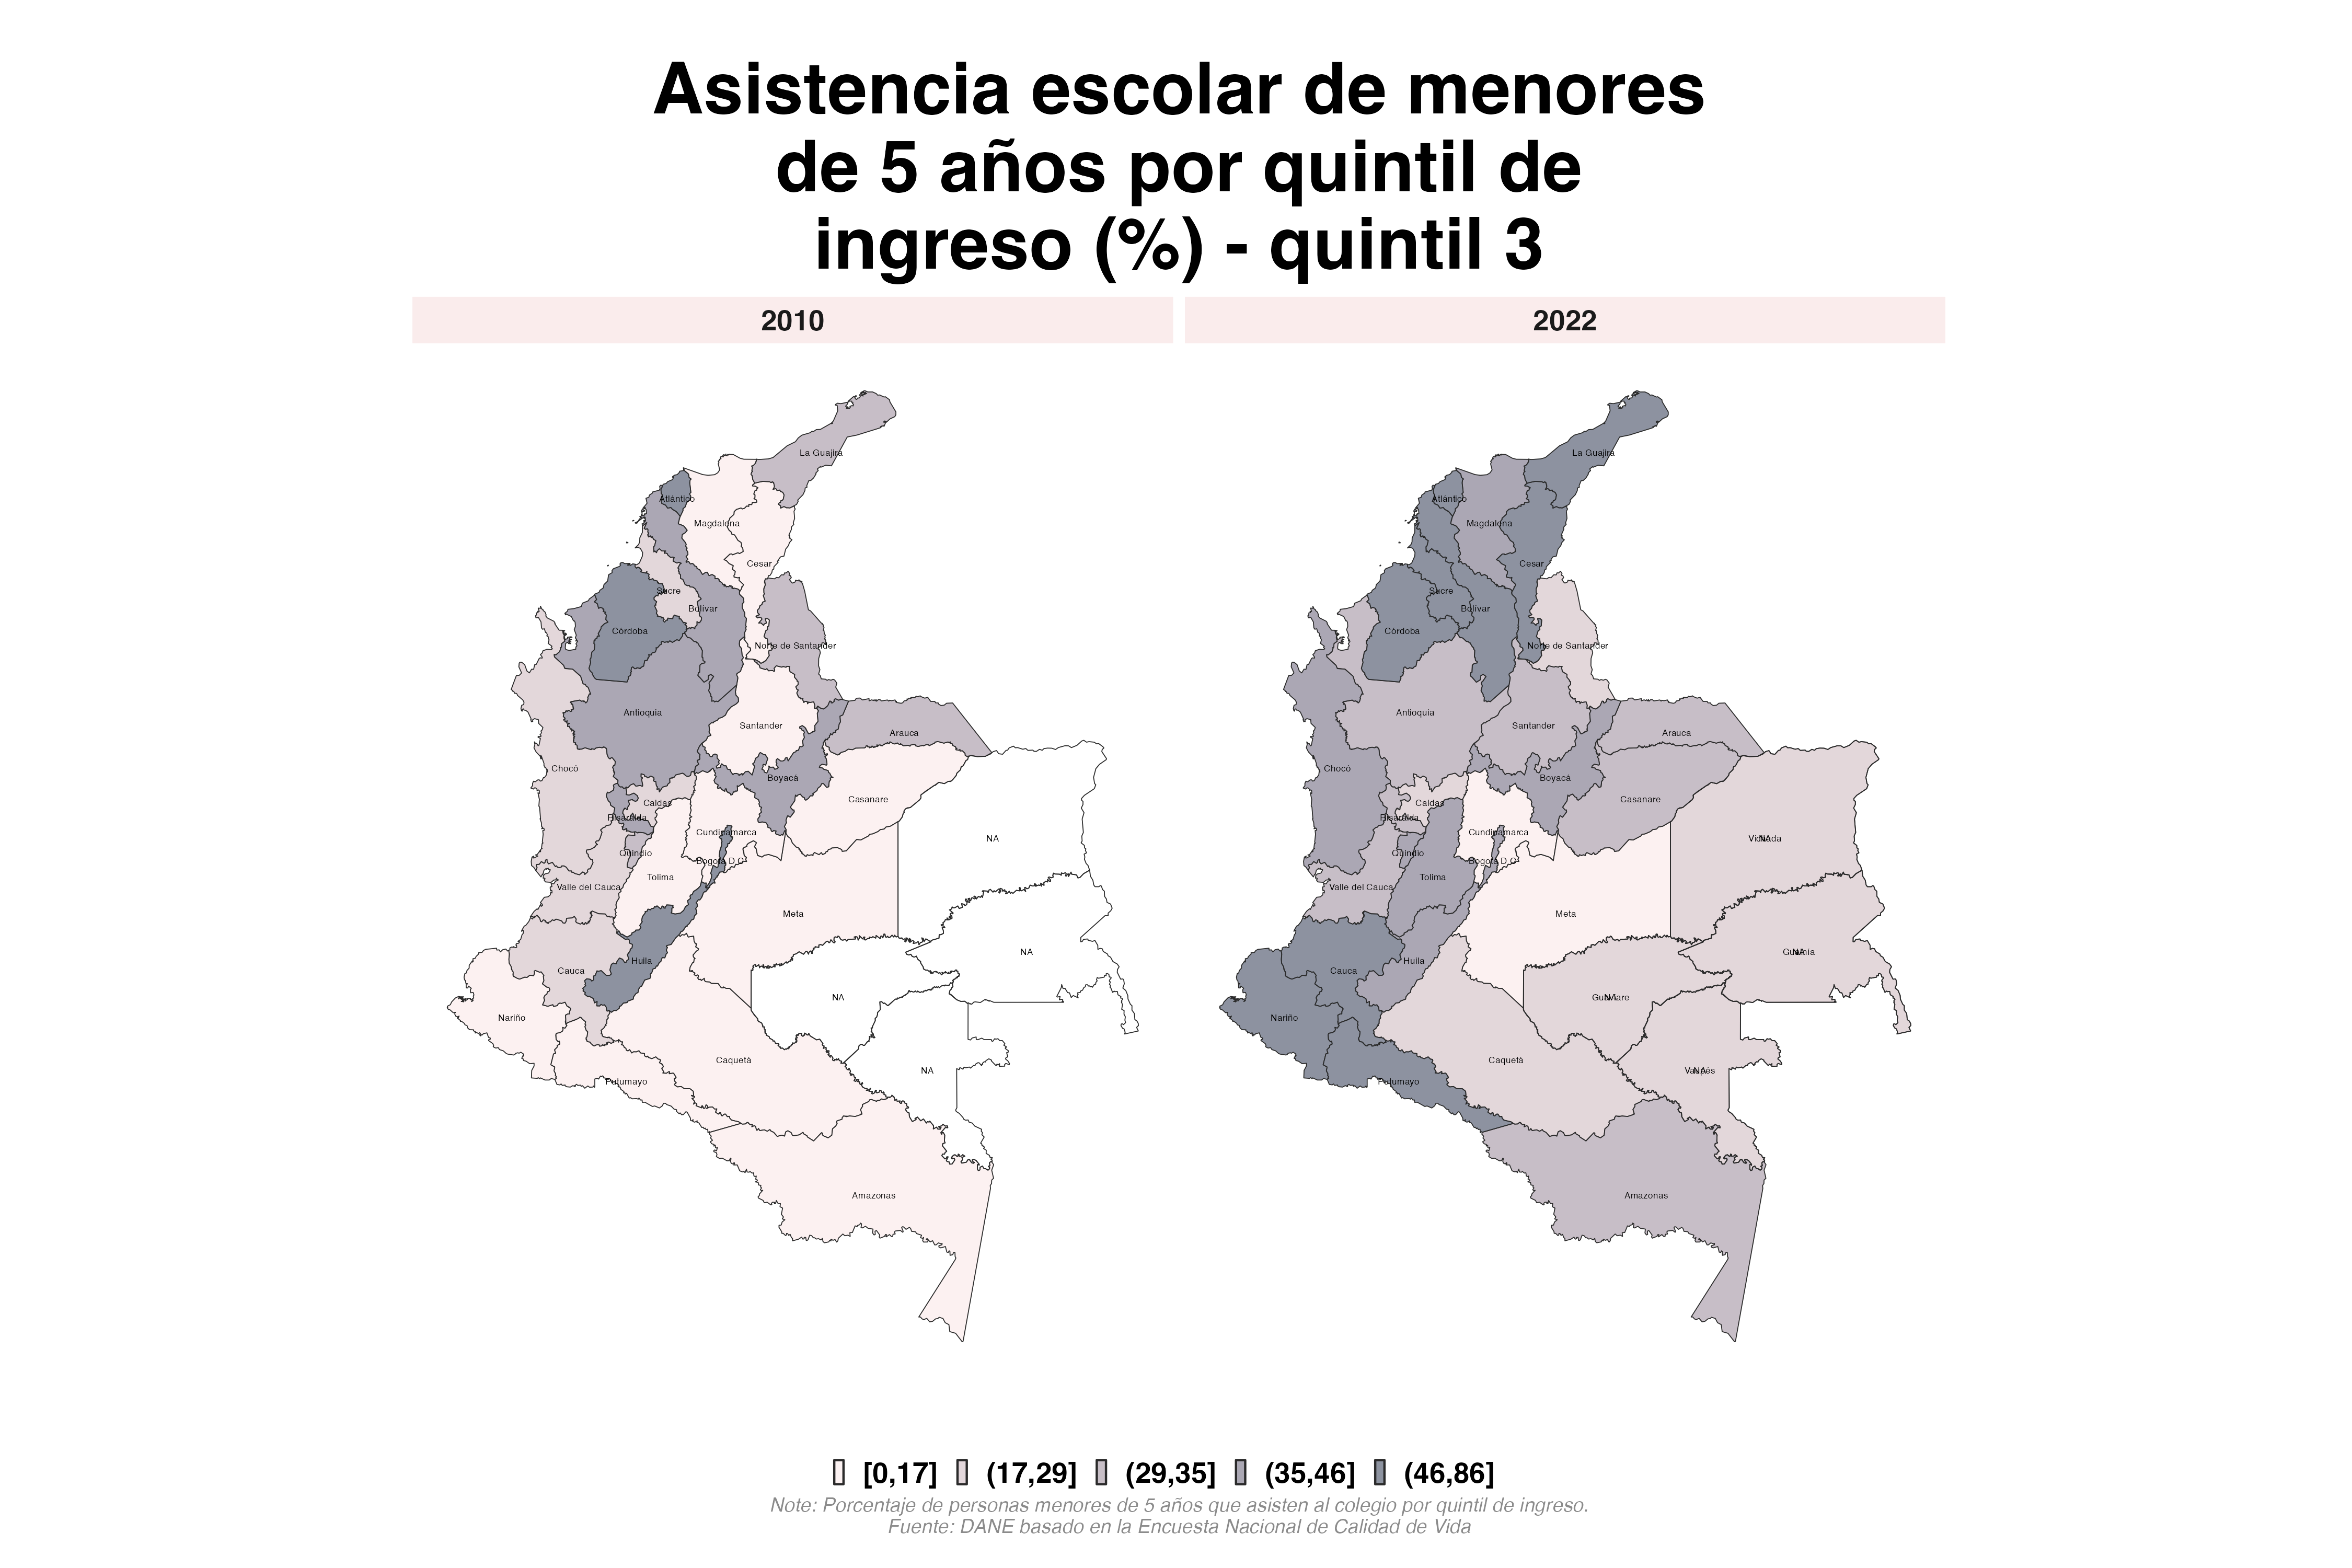 Asistencia escolar de menores
de 5 años por quintil de
ingreso (%) - quintil 3
2010
2022
La Guajira
Atlántico
Magdalena
Cesar
Sucre
Bolívar
Córdoba
Norte de Santander
Antioquia
Santander
Arauca
Chocó
Boyacá
Casanare
Caldas
Risaralda
Cundinamarca
NA
Quindío
Bogotá D.C.
Tolima
Valle del Cauca
Meta
NA
Huila
Cauca
NA
Nariño
Caquetá
NA
Putumayo
Amazonas
La Guajira
Atlántico
Magdalena
Cesar
Sucre
Bolívar
Córdoba
Norte de Santander
Antioquia
Santander
Arauca
Chocó
Boyacá
Casanare
Caldas
Risaralda
Cundinamarca
NA
Quindío
Bogotá D.C.
Tolima
Valle del Cauca
Meta
NA
Huila
Cauca
NA
Nariño
Caquetá
NA
Putumayo
Amazonas
[0,17] (17,29] (29,35] (35,46] (46,86]
Note: Porcentaje de personas menores de 5 años que asisten al colegio por quintil de ingreso.
Fuente: DANE basado en la Encuesta Nacional de Calidad de Vida